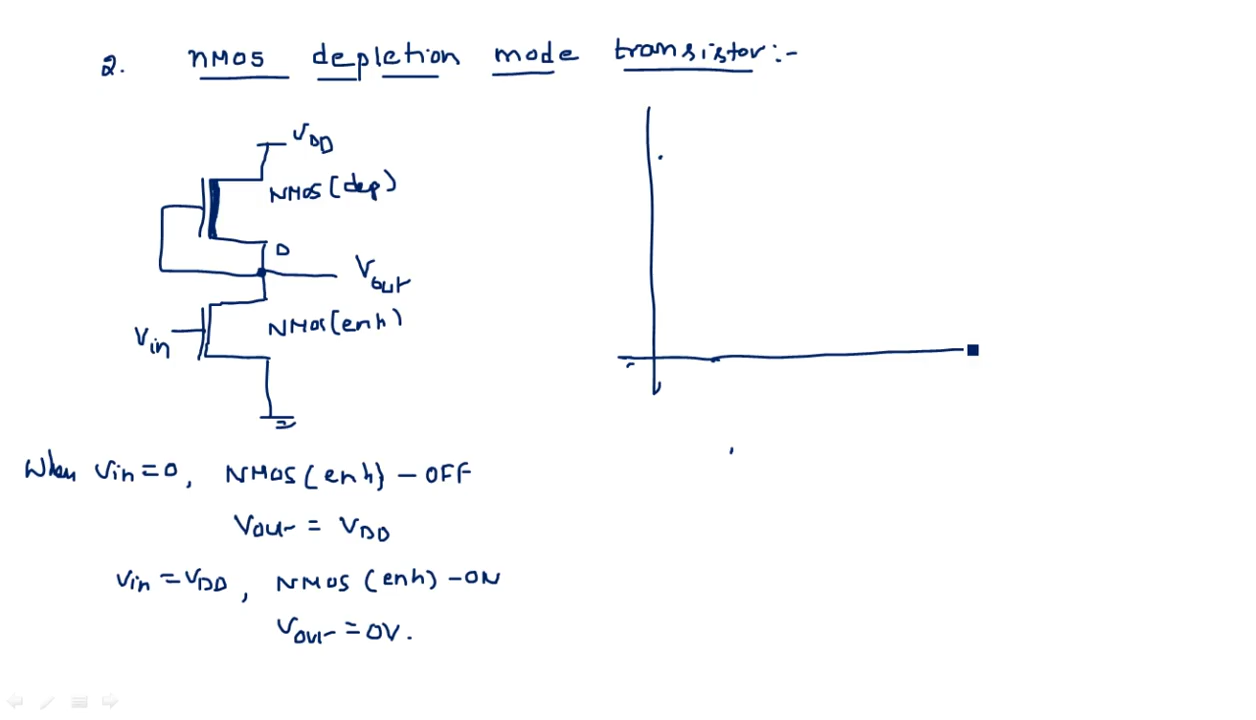 2. nMOS depletion mode transistor:-
VDD
NMOS (dep)
D
Vout
NMOS (enh)
Vin
When Vin = 0, NMOS (enh) - OFF
Vout = VDD
Vin = VDD, NMOS (enh) - ON
Vout = 0V.